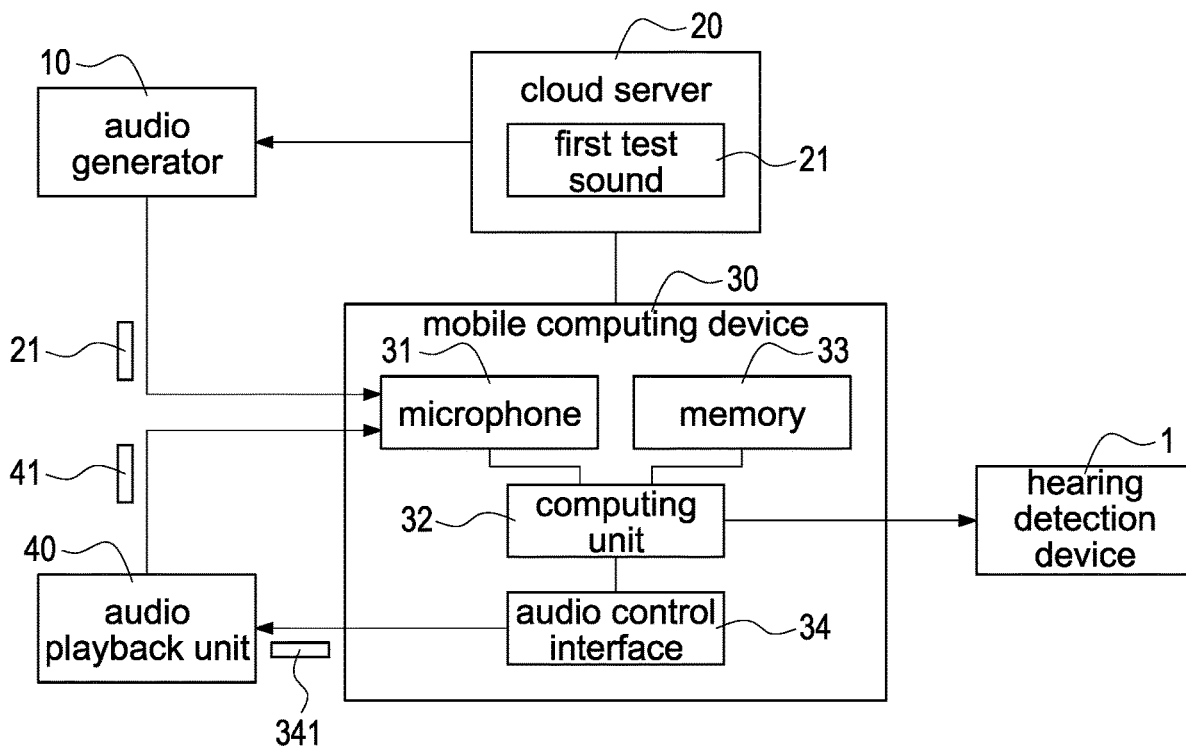 20
10
cloud server
audio
generator
first test
sound
21
30
mobile computing device
21
31
33
microphone
memory
41
1
hearing
detection
device
32
computing
unit
40
audio
playback unit
audio control
interface
34
341